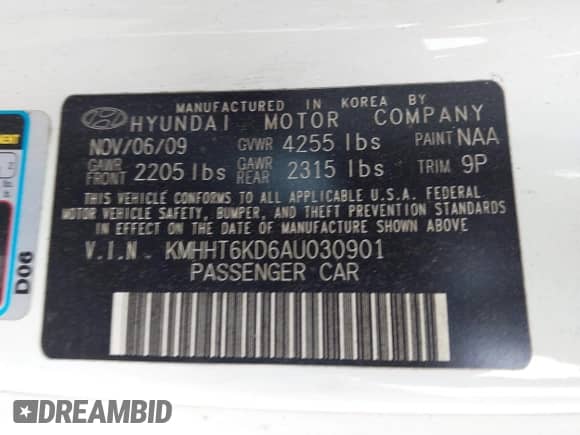 MANUFACTURED IN KOREA BY
HYUNDAI MOTOR COMPANY
NOV/06/09 GVWR 4255 lbs PAINT NAA
GAWR FRONT 2205 lbs GAWR REAR 2315 lbs TRIM 9P
THIS VEHICLE CONFORMS TO ALL APPLICABLE U.S.A. FEDERAL
MOTOR VEHICLE SAFETY, BUMPER, AND THEFT PREVENTION STANDARDS
IN EFFECT ON THE DATE OF MANUFACTURE SHOWN ABOVE
V.I.N - KMHHT6KD6AU030901
PASSENGER CAR
D06
DREAMBID